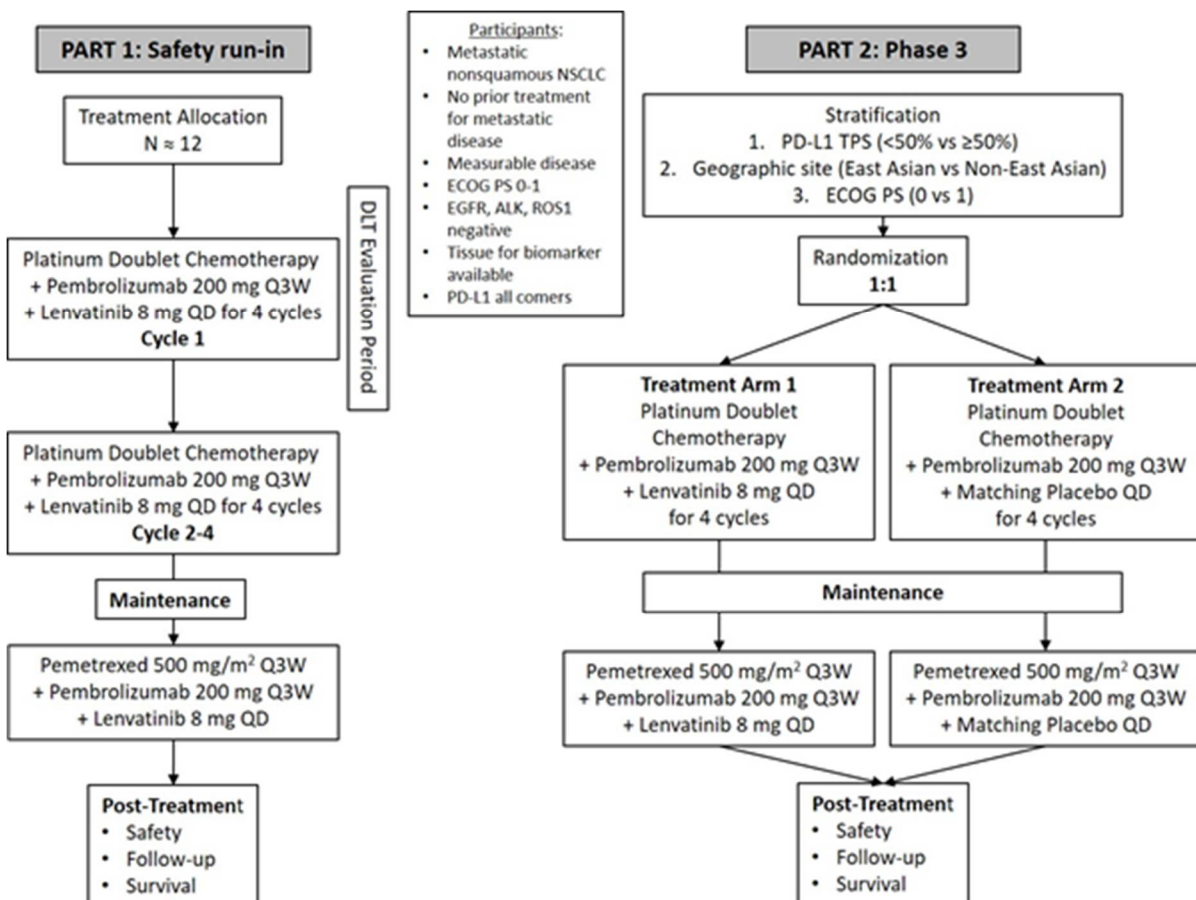 PART 1: Safety run-in
Treatment Allocation
N ≈ 12
Platinum Doublet Chemotherapy
+ Pembrolizumab 200 mg Q3W
+ Lenvatinib 8 mg QD for 4 cycles
Cycle 1
DLT Evaluation Period
Platinum Doublet Chemotherapy
+ Pembrolizumab 200 mg Q3W
+ Lenvatinib 8 mg QD for 4 cycles
Cycle 2-4
Maintenance
Pemetrexed 500 mg/m² Q3W
+ Pembrolizumab 200 mg Q3W
+ Lenvatinib 8 mg QD
Post-Treatment
• Safety
• Follow-up
• Survival
Participants:
• Metastatic
nonsquamous NSCLC
• No prior treatment
for metastatic
disease
• Measurable disease
• ECOG PS 0-1
• EGFR, ALK, ROS1
negative
• Tissue for biomarker
available
• PD-L1 all comers
PART 2: Phase 3
Stratification
1. PD-L1 TPS (<50% vs ≥50%)
2. Geographic site (East Asian vs Non-East Asian)
3. ECOG PS (0 vs 1)
Randomization
1:1
Treatment Arm 1
Platinum Doublet
Chemotherapy
+ Pembrolizumab 200 mg Q3W
+ Lenvatinib 8 mg QD
for 4 cycles
Treatment Arm 2
Platinum Doublet
Chemotherapy
+ Pembrolizumab 200 mg Q3W
+ Matching Placebo QD
for 4 cycles
Maintenance
Pemetrexed 500 mg/m² Q3W
+ Pembrolizumab 200 mg Q3W
+ Lenvatinib 8 mg QD
Pemetrexed 500 mg/m² Q3W
+ Pembrolizumab 200 mg Q3W
+ Matching Placebo QD
Post-Treatment
• Safety
• Follow-up
• Survival